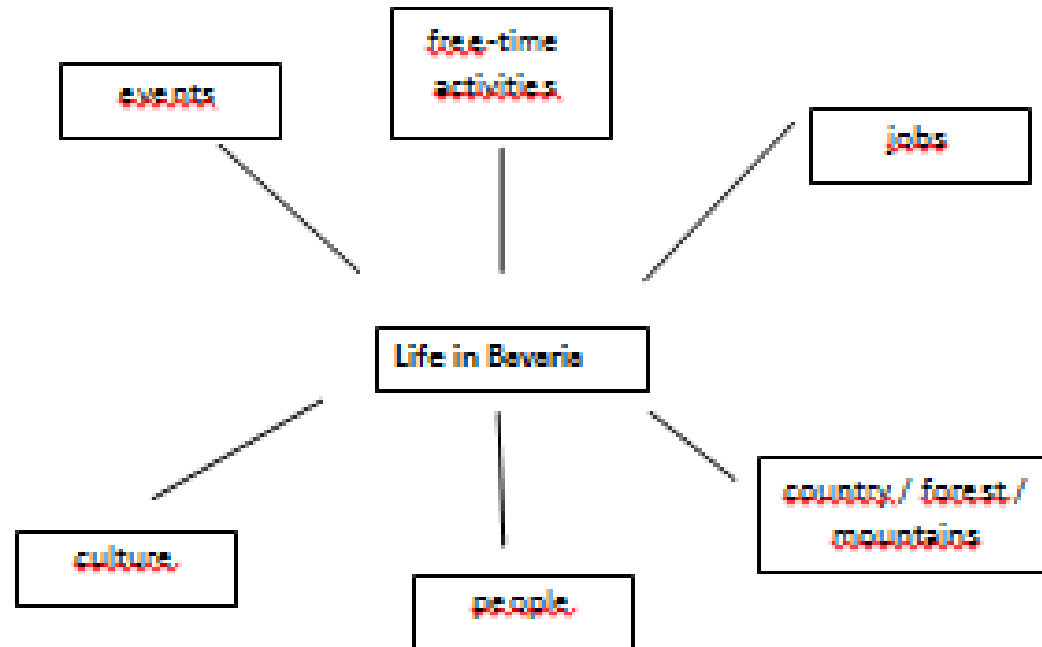 free-time
activities
events
jobs
Life in Bavaria
country / forest /
mountains
culture
people